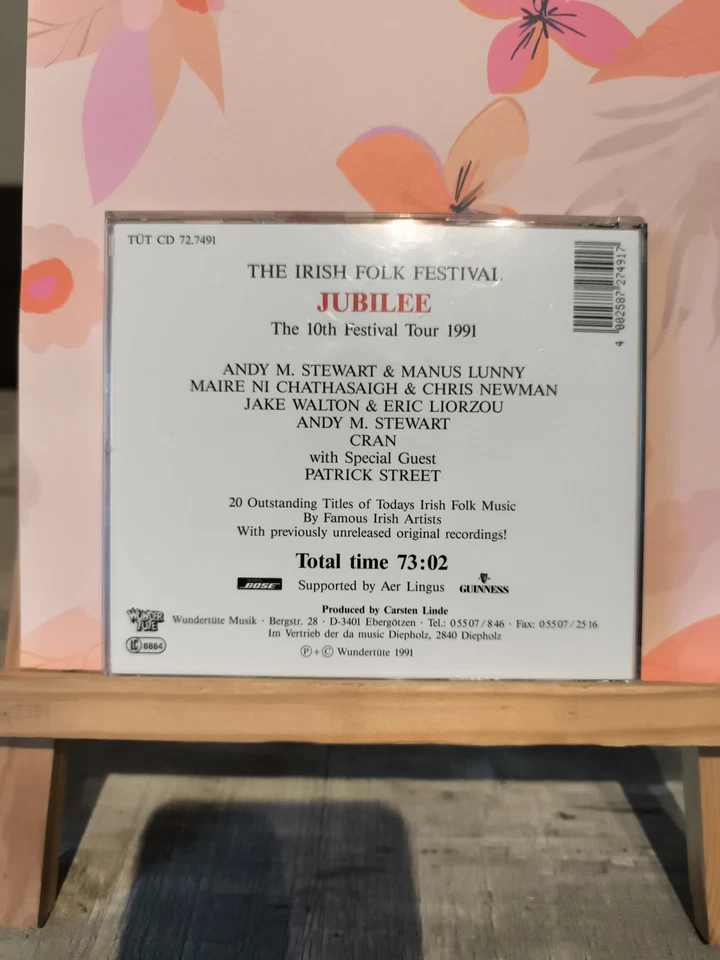 TÜT CD 72.7491
4 002587 274917
THE IRISH FOLK FESTIVAL
JUBILEE
The 10th Festival Tour 1991
ANDY M. STEWART & MANUS LUNNY
MAIRE NI CHATHASAIGH & CHRIS NEWMAN
JAKE WALTON & ERIC LIORZOU
ANDY M. STEWART
CRAN
with Special Guest
PATRICK STREET
20 Outstanding Titles of Todays Irish Folk Music
By Famous Irish Artists
With previously unreleased original recordings!
Total time 73:02
BOSE Supported by Aer Lingus GUINNESS
Produced by Carsten Linde
WUNDER TÜTE Wundertüte Musik · Bergstr. 28 · D-3401 Ebergötzen · Tel.: 05507/846 · Fax: 05507/2516
Im Vertrieb der da music Diepholz, 2840 Diepholz
LC 8884
Ⓟ+Ⓒ Wundertüte 1991